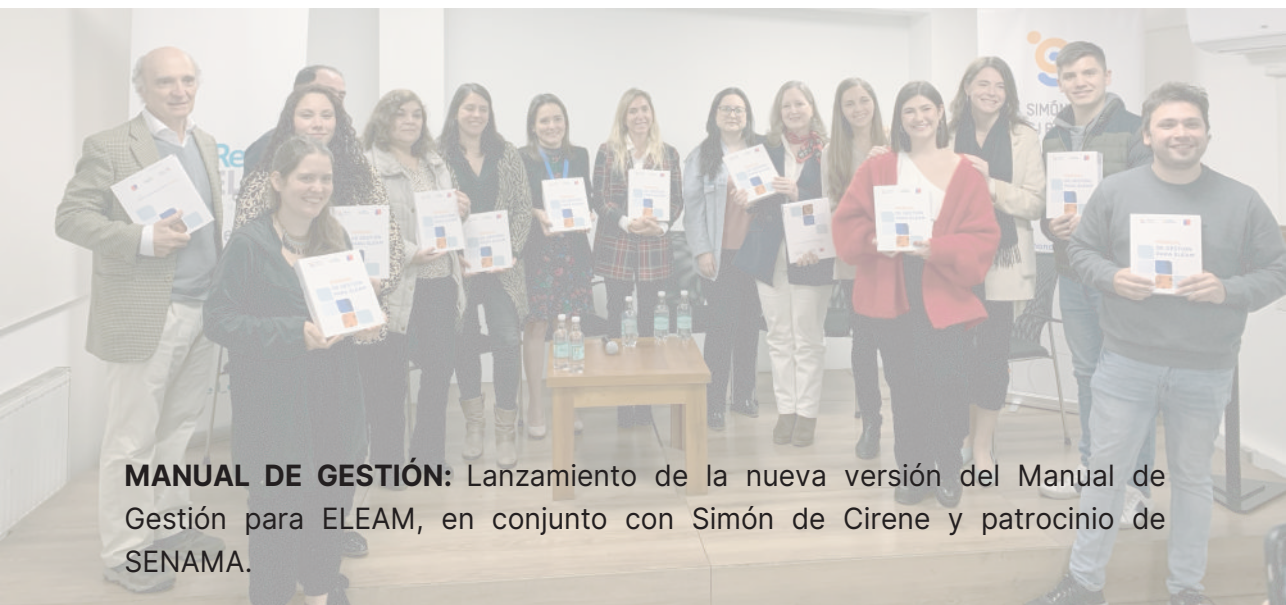 SIMÓN
MANUAL DE GESTIÓN: Lanzamiento de la nueva versión del Manual de
Gestión para ELEAM, en conjunto con Simón de Cirene y patrocinio de
SENAMA.